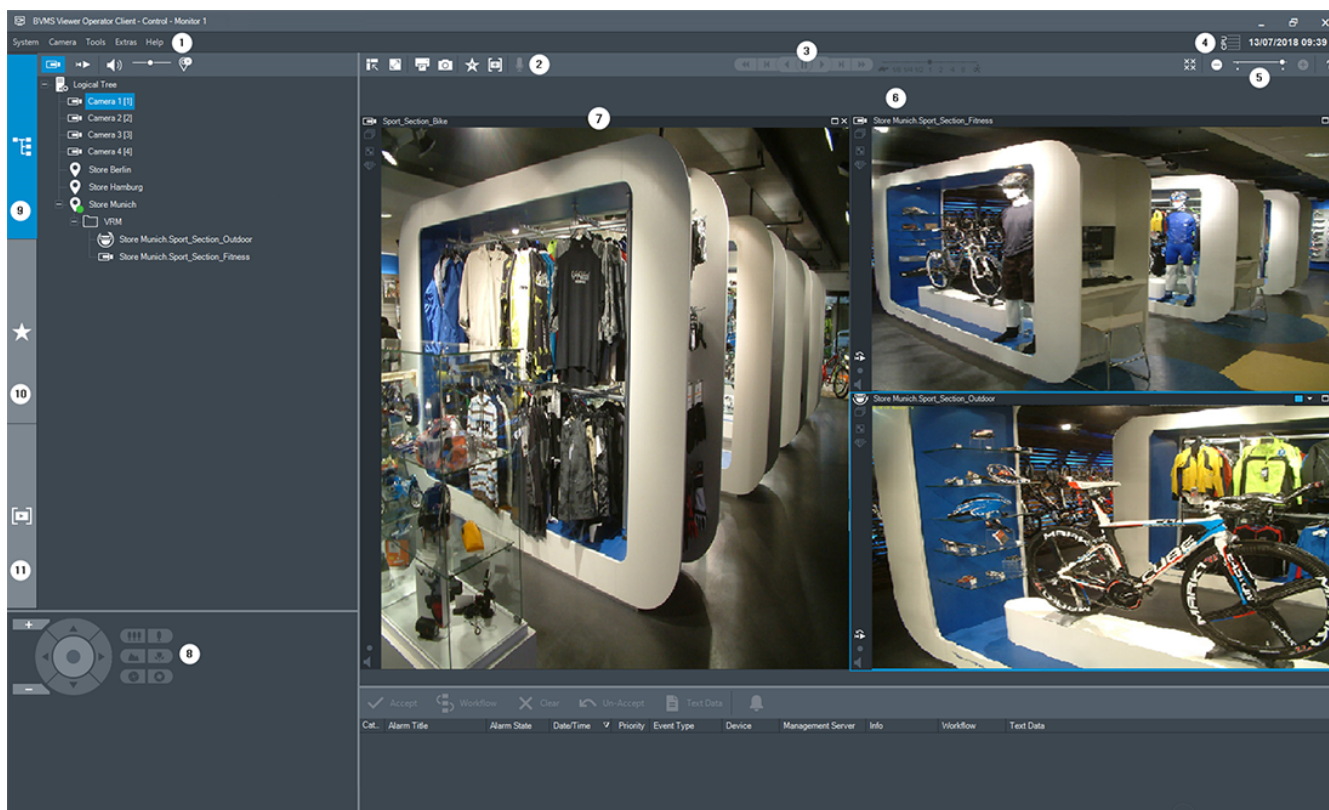 BVMS Viewer Operator Client - Control - Monitor 1
System Camera Tools Extras Help 1
4 13/07/2018 09:39
2
3
5
Logical Tree
Camera 1 [1]
Camera 2 [2]
Camera 3 [3]
Camera 4 [4]
Store Berlin
Store Hamburg
Store Munich
VRM
Store Munich.Sport_Section_Outdoor
Store Munich.Sport_Section_Fitness
9
10
11
8
6
Sport_Section_Bike 7
Store Munich.Sport_Section_Fitness
Store Munich.Sport_Section_Outdoor
CUBE
Accept Workflow Clear Un-Accept Text Data
Cat.. Alarm Title Alarm State Date/Time Priority Event Type Device Management Server Info Workflow Text Data